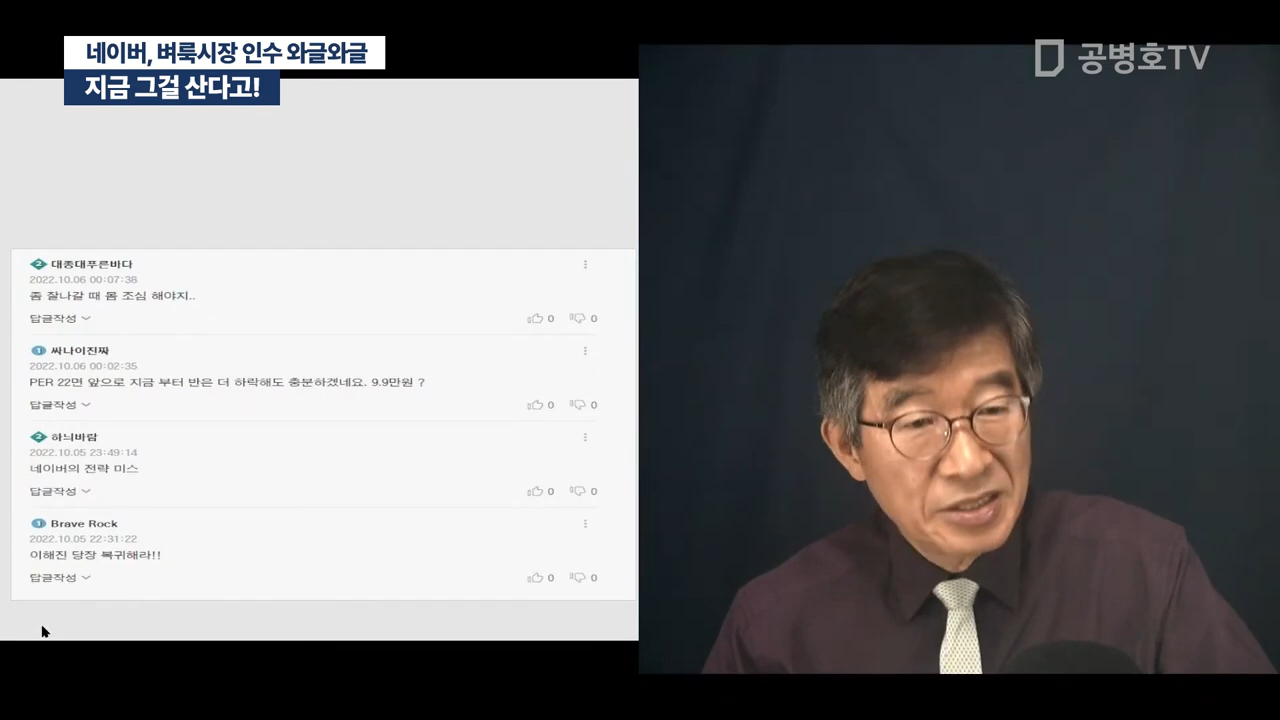 네이버, 벼룩시장 인수 와글와글
지금 그걸 산다고!
공병호TV
2 대종대푸른바다
2022.10.06 00:07:38
좀 잘나갈 때 몸 조심 해야지..
답글작성
0 0
1 싸나이진짜
2022.10.06 00:02:35
PER 22면 앞으로 지금 부터 반은 더 하락해도 충분하겠네요. 9.9만원 ?
답글작성
0 0
2 하늬바람
2022.10.05 23:49:14
네이버의 전략 미스
답글작성
0 0
1 Brave Rock
2022.10.05 22:31:22
이해진 당장 복귀해라!!
답글작성
0 0